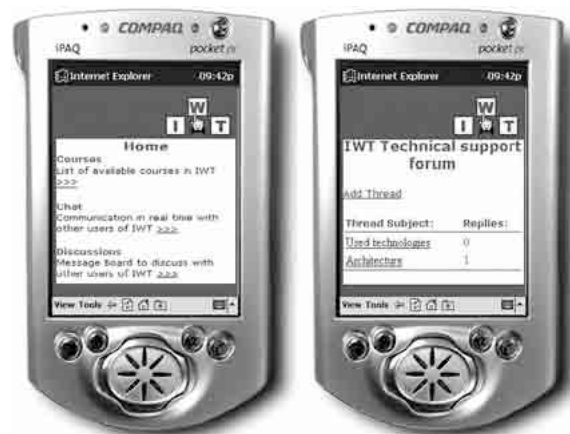 COMPAQ
iPAQ
pocket pc
Internet Explorer 09:42p
W
I T
Home
Courses
List of available courses in IWT
>>>
Chat
Communication in real time with
other users of IWT >>>
Discussions
Message Board to discuss with
other users of IWT >>>
View Tools
COMPAQ
iPAQ
pocket pc
Internet Explorer 09:42p
W
I T
IWT Technical support
forum
Add Thread
Thread Subject: Replies:
Used technologies 0
Architecture 1
View Tools